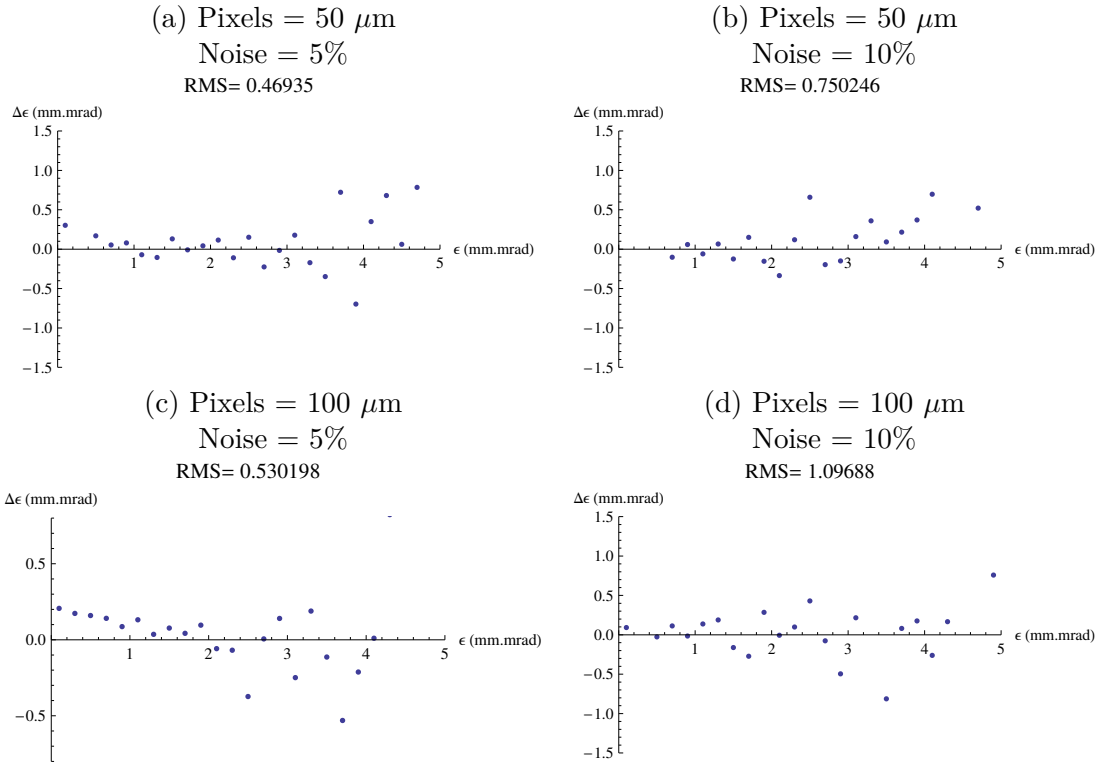 (a) Pixels = 50 μm
Noise = 5%
RMS= 0.46935
Δϵ (mm.mrad)
1.5
1.0
0.5
0.0
−0.5
−1.0
−1.5
1 2 3 4 5
ϵ (mm.mrad)
(b) Pixels = 50 μm
Noise = 10%
RMS= 0.750246
Δϵ (mm.mrad)
1.5
1.0
0.5
0.0
−0.5
−1.0
−1.5
1 2 3 4 5
ϵ (mm.mrad)
(c) Pixels = 100 μm
Noise = 5%
RMS= 0.530198
Δϵ (mm.mrad)
0.5
0.0
−0.5
1 2 3 4 5
ϵ (mm.mrad)
(d) Pixels = 100 μm
Noise = 10%
RMS= 1.09688
Δϵ (mm.mrad)
1.5
1.0
0.5
0.0
−0.5
−1.0
−1.5
1 2 3 4 5
ϵ (mm.mrad)